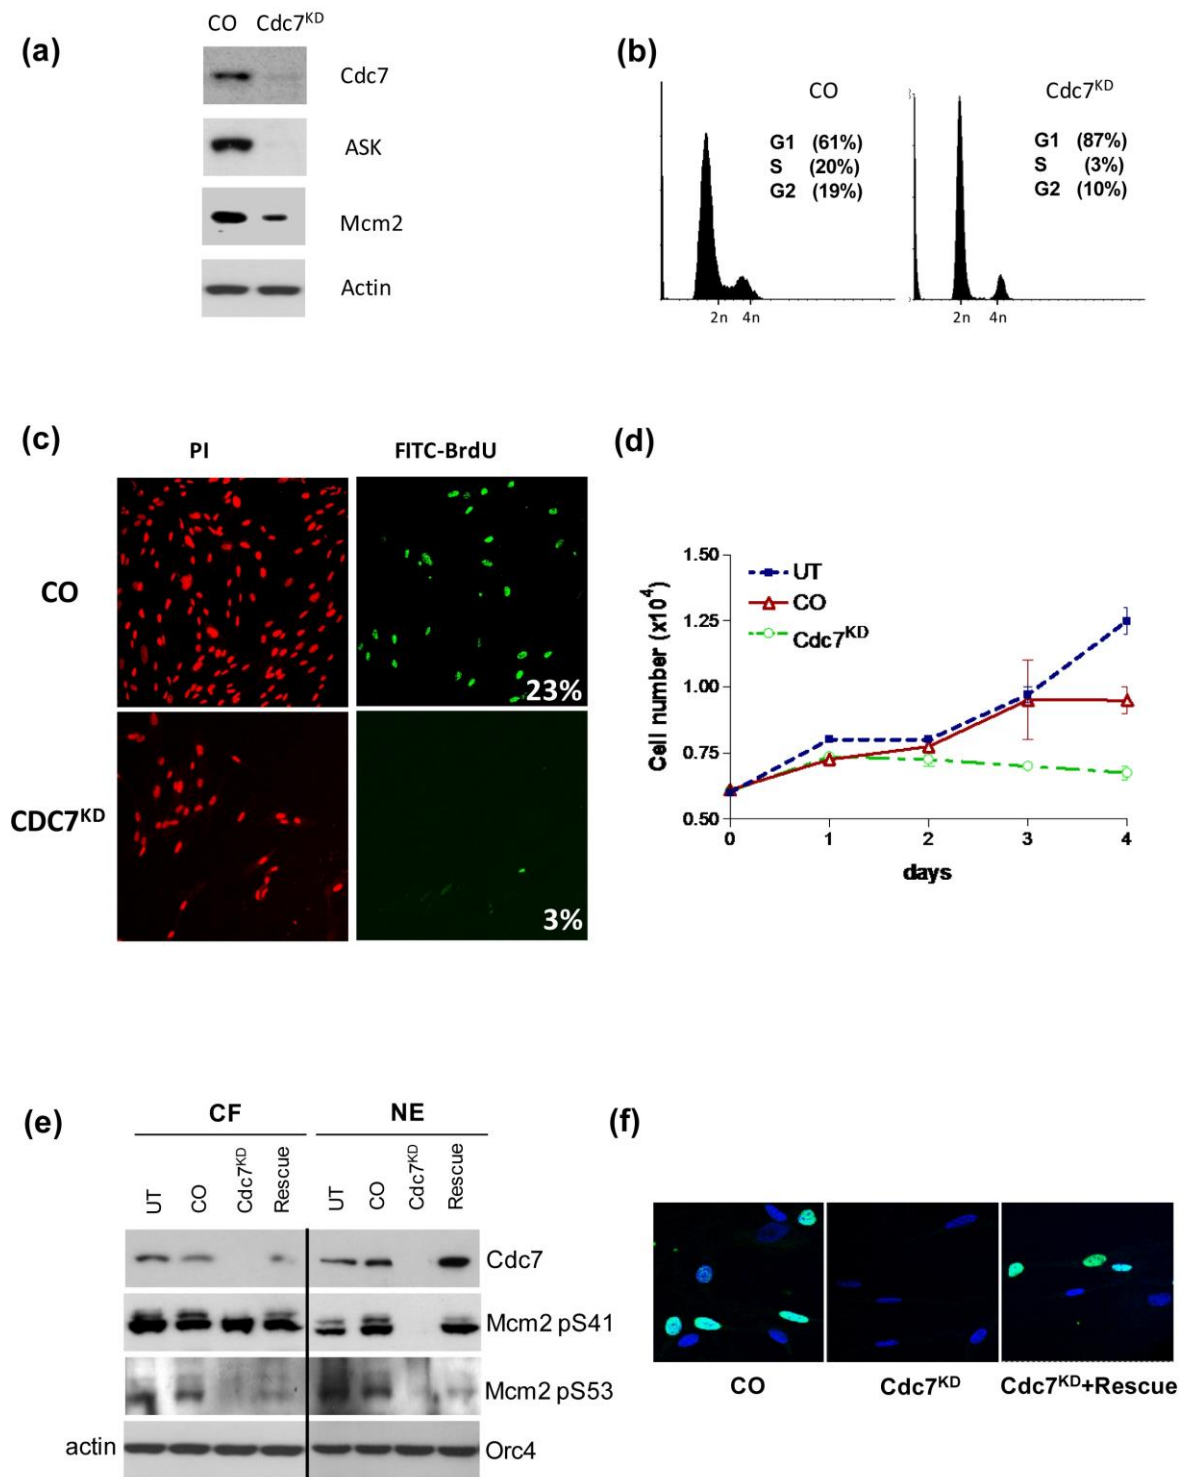 (a)
CO Cdc7KD
Cdc7
ASK
Mcm2
Actin
(b)
CO
G1 (61%)
S (20%)
G2 (19%)
2n 4n
Cdc7KD
G1 (87%)
S (3%)
G2 (10%)
2n 4n
(c)
PI FITC-BrdU
CO
23%
CDC7KD
3%
(d)
Cell number (x10^4)
1.50
1.25
1.00
0.75
0.50
UT
CO
Cdc7KD
0 1 2 3 4
days
(e)
CF NE
UT CO Cdc7KD Rescue UT CO Cdc7KD Rescue
Cdc7
Mcm2 pS41
Mcm2 pS53
actin Orc4
(f)
CO Cdc7KD Cdc7KD+Rescue